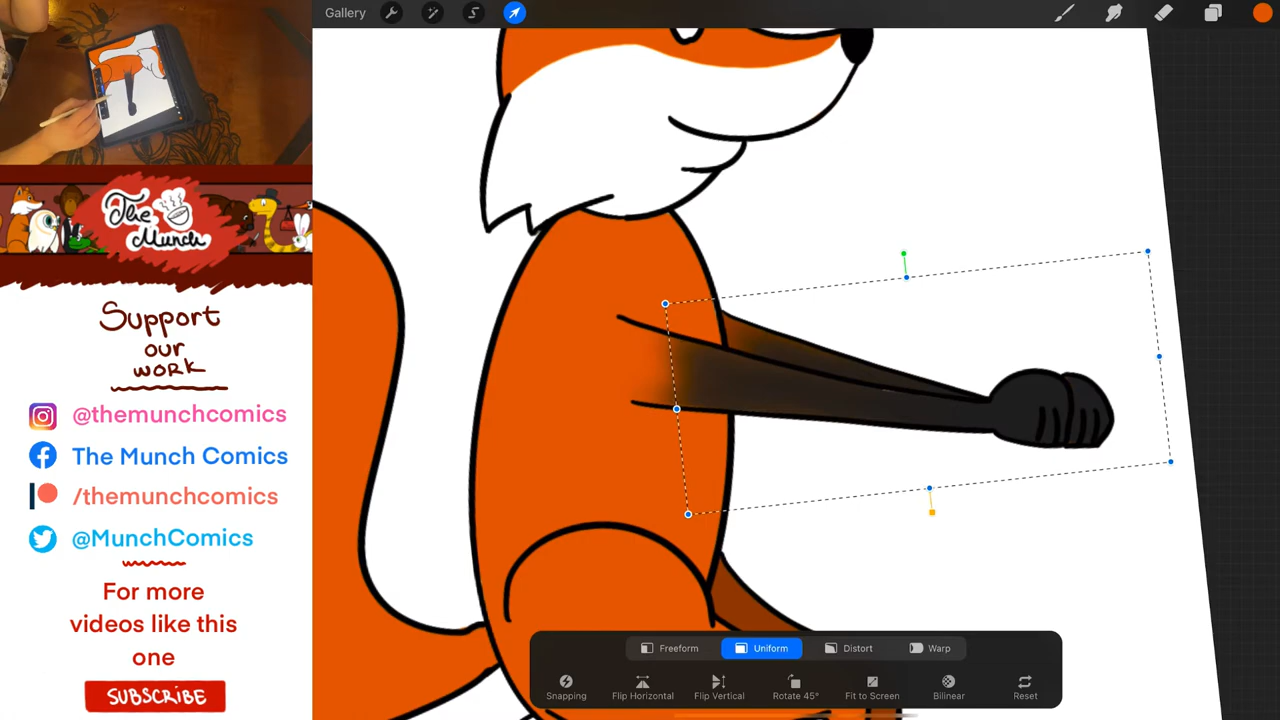 Gallery
The
Munch
Support
our
work
@themunchcomics
The Munch Comics
/themunchcomics
@MunchComics
For more
videos like this
one
SUBSCRIBE
Freeform
Uniform
Distort
Warp
Snapping
Flip Horizontal
Flip Vertical
Rotate 45°
Fit to Screen
Bilinear
Reset